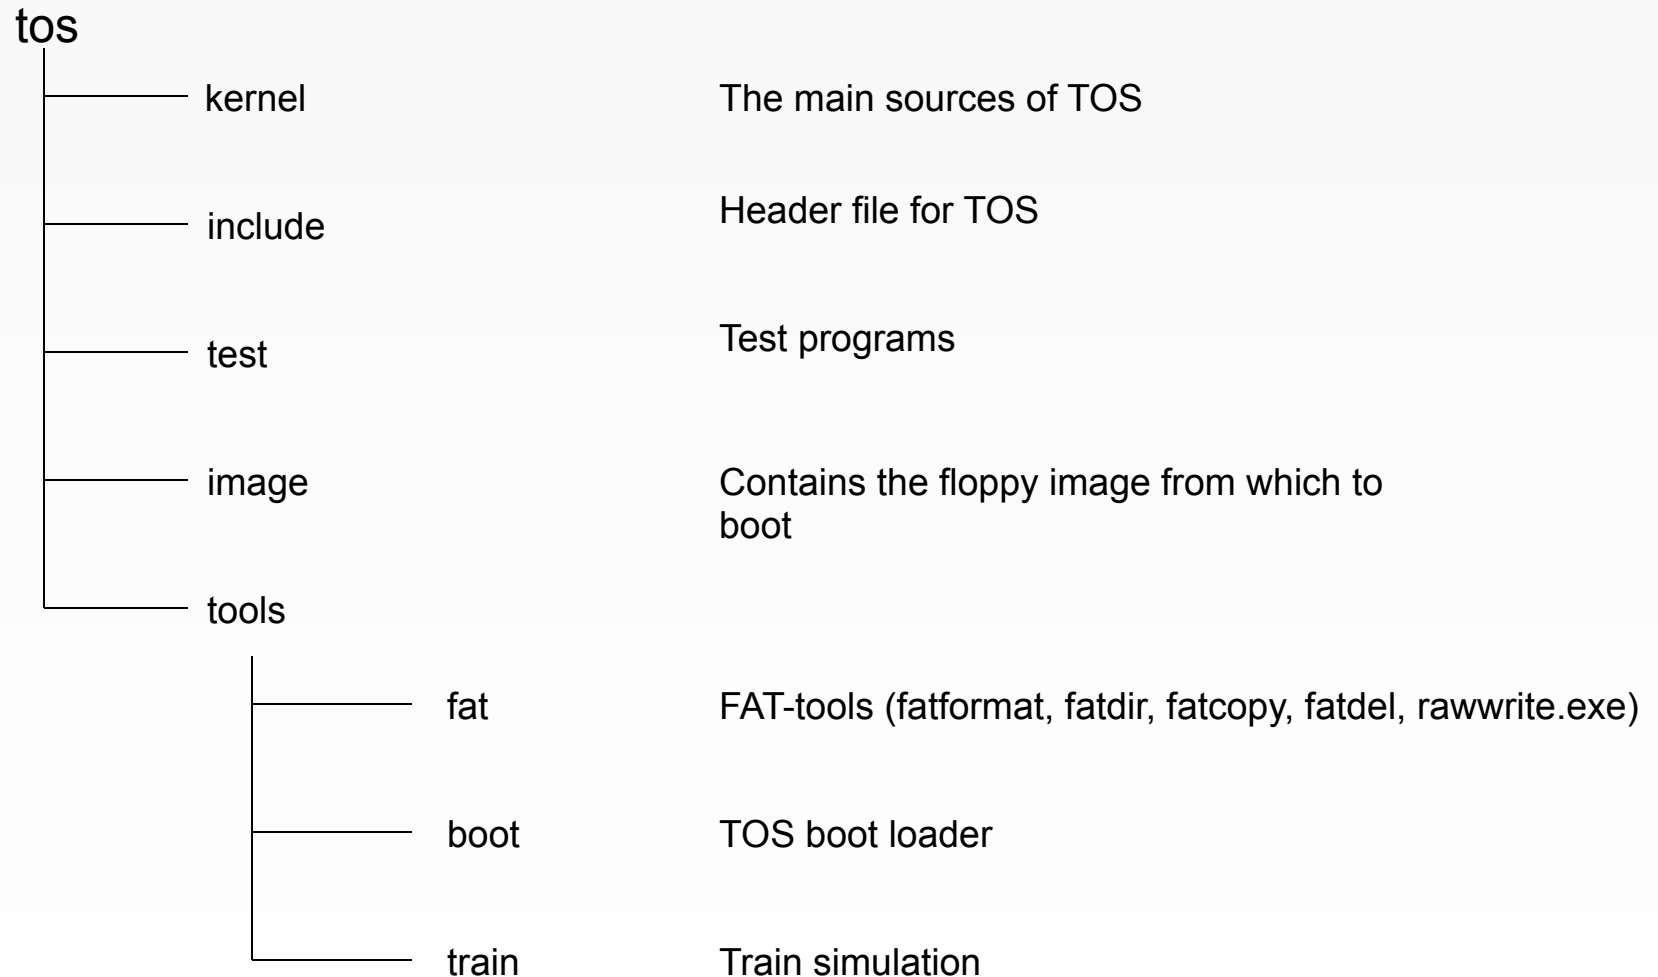 tos
kernel The main sources of TOS
include Header file for TOS
test Test programs
image Contains the floppy image from which to
boot
tools
fat FAT-tools (fatformat, fatdir, fatcopy, fatdel, rawwrite.exe)
boot TOS boot loader
train Train simulation